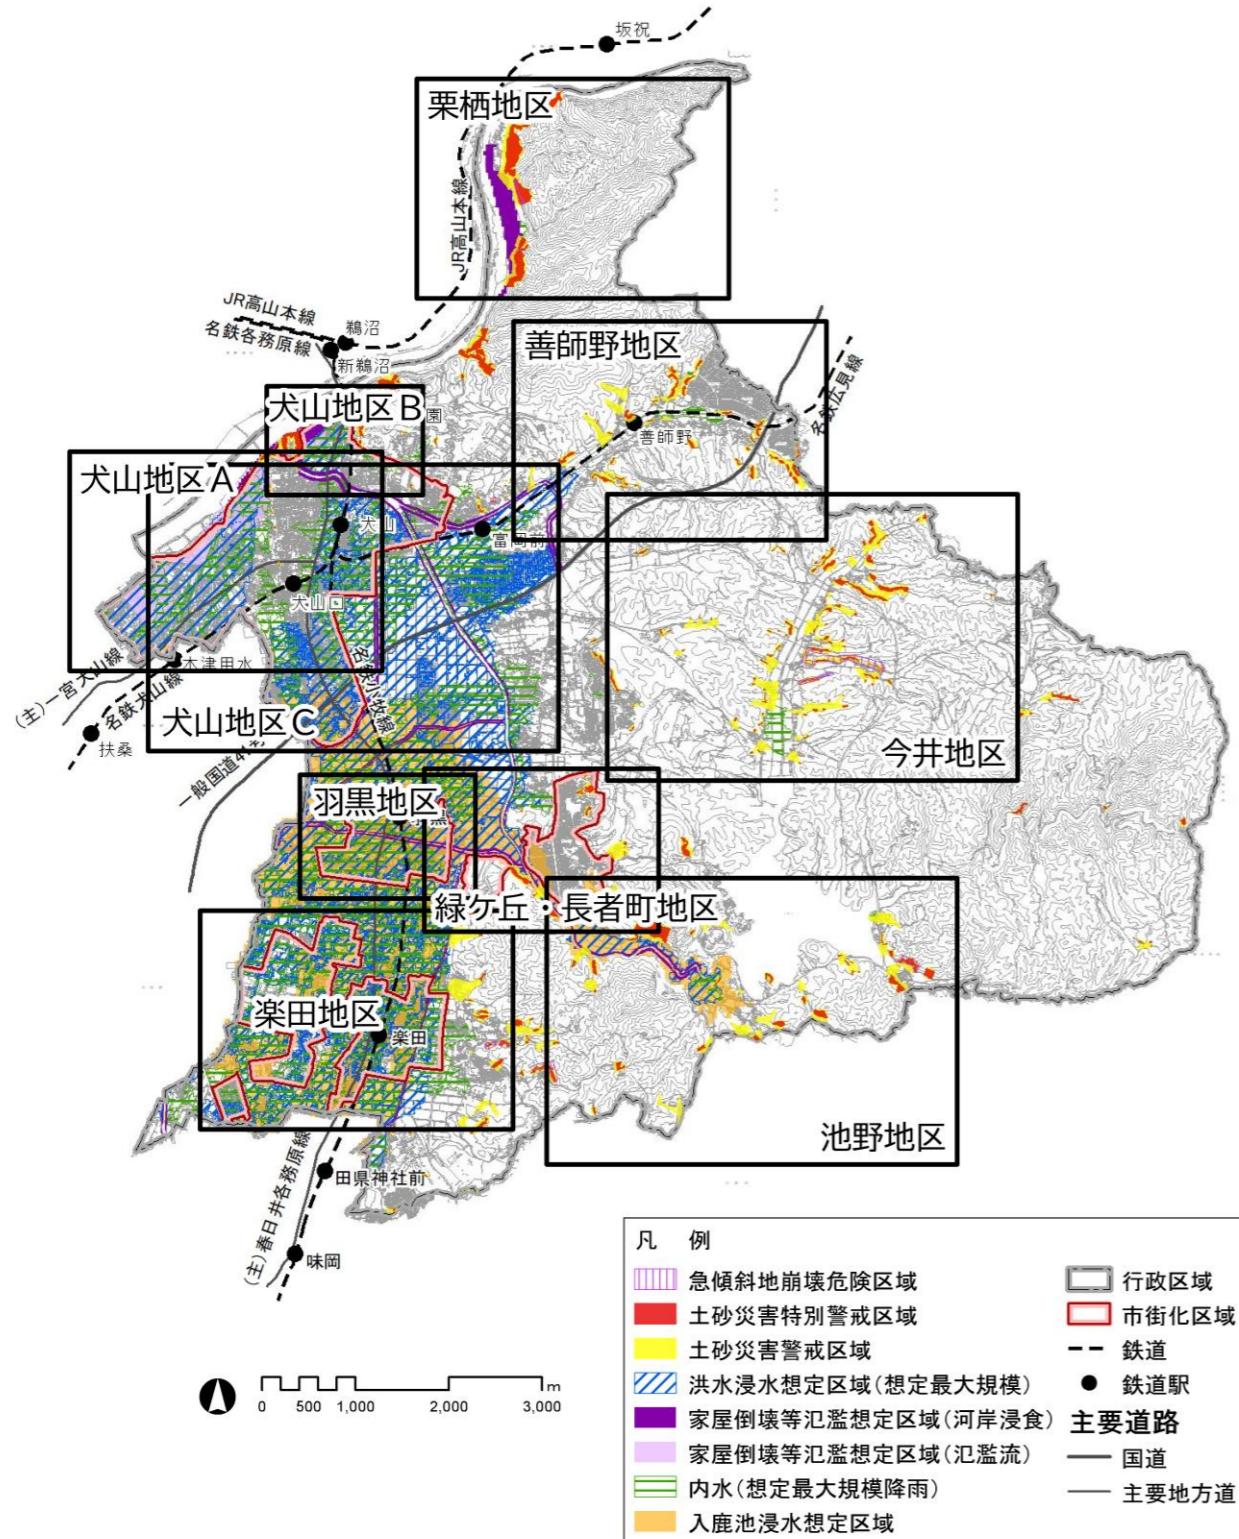 坂祝
栗栖地区
JR高山本線
JR高山本線
名鉄各務原線
鵜沼
新鵜沼
善師野地区
名鉄広見線
善師野
犬山地区B
園
犬山地区A
犬山
富岡前
犬山口
木津用水
(主)一宮犬山線
名鉄犬山線
扶桑
名鉄小牧線
犬山地区C
一般国道41
今井地区
羽黒地区
緑ケ丘・長者町地区
楽田地区
楽田
池野地区
(主)春日井各務原線
田県神社前
味岡
0 500 1,000 2,000 3,000 m
凡 例
急傾斜地崩壊危険区域
土砂災害特別警戒区域
土砂災害警戒区域
洪水浸水想定区域(想定最大規模)
家屋倒壊等氾濫想定区域(河岸浸食)
家屋倒壊等氾濫想定区域(氾濫流)
内水(想定最大規模降雨)
入鹿池浸水想定区域
行政区域
市街化区域
鉄道
鉄道駅
主要道路
国道
主要地方道